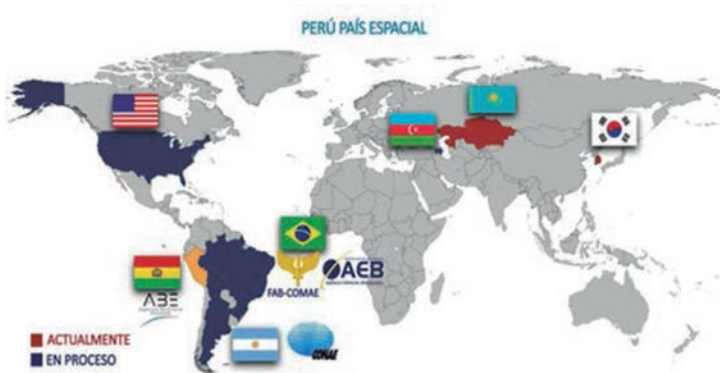 PERÚ PAÍS ESPACIAL
FAB-COMAE
AEB
ABE
CONAE
ACTUALMENTE
EN PROCESO